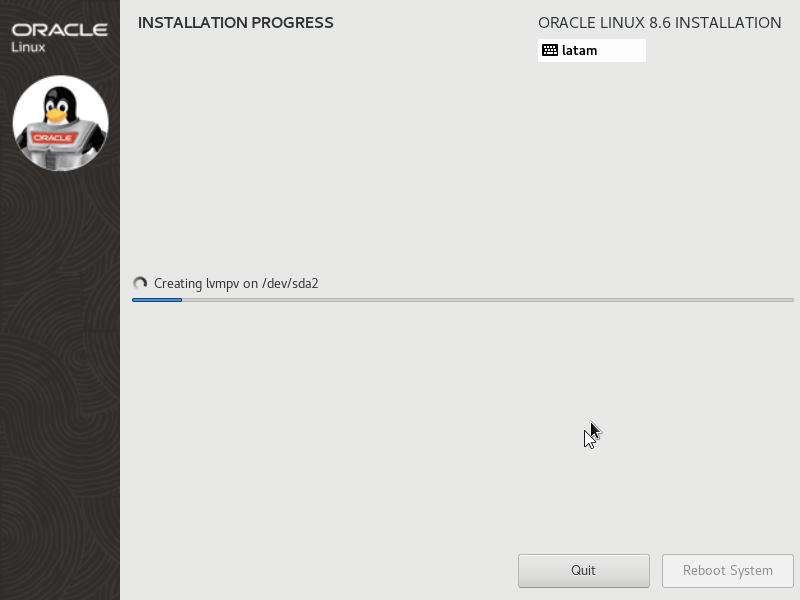 ORACLE
Linux
ORACLE
INSTALLATION PROGRESS
ORACLE LINUX 8.6 INSTALLATION
latam
Creating lvmpv on /dev/sda2
Quit
Reboot System